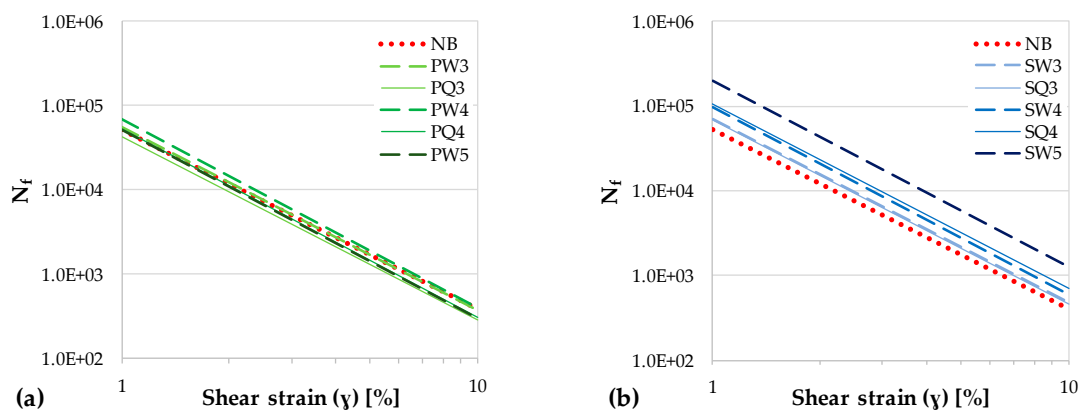 1.0E+06
1.0E+05
1.0E+04
1.0E+03
1.0E+02
N_f
1
10
Shear strain (ɣ) [%]
(a)
NB
PW3
PQ3
PW4
PQ4
PW5
1.0E+06
1.0E+05
1.0E+04
1.0E+03
1.0E+02
N_f
1
10
Shear strain (ɣ) [%]
(b)
NB
SW3
SQ3
SW4
SQ4
SW5